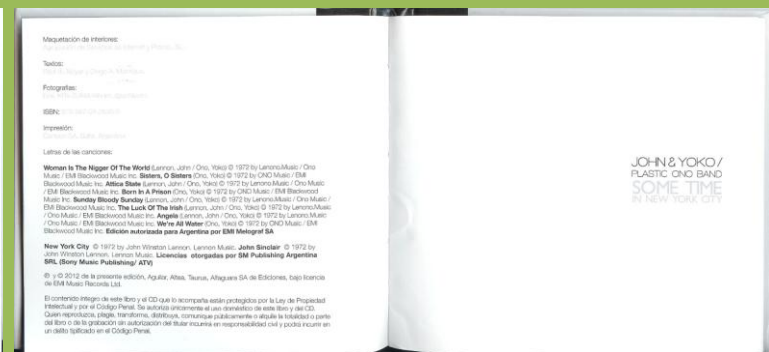 Maquetación de interiores:
Textos:
Fotografías:
ISBN:
Impresión:
Letras de las canciones:
Woman Is The Nigger Of The World (Lennon, John / Ono, Yoko) © 1972 by Lenono.Music / Ono
Music / EMI Blackwood Music Inc. Sisters, O Sisters (Ono, Yoko) © 1972 by ONO Music / EMI
Blackwood Music Inc. Attica State (Lennon, John / Ono, Yoko) © 1972 by Lenono.Music / Ono Music
/ EMI Blackwood Music Inc. Born In A Prison (Ono, Yoko) © 1972 by ONO Music / EMI Blackwood
Music Inc. Sunday Bloody Sunday (Lennon, John / Ono, Yoko) © 1972 by Lenono.Music / Ono Music /
EMI Blackwood Music Inc. The Luck Of The Irish (Lennon, John / Ono, Yoko) © 1972 by Lenono.Music
/ Ono Music / EMI Blackwood Music Inc. Angela (Lennon, John / Ono, Yoko) © 1972 by Lenono.Music
/ Ono Music / EMI Blackwood Music Inc. We're All Water (Ono, Yoko) © 1972 by ONO Music / EMI
Blackwood Music Inc. Edición autorizada para Argentina por EMI Melograf SA
New York City © 1972 by John Winston Lennon. Lennon Music. John Sinclair © 1972 by
John Winston Lennon. Lennon Music. Licencias otorgadas por SM Publishing Argentina
SRL (Sony Music Publishing/ ATV)
℗ y © 2012 de la presente edición, Aguilar, Altea, Taurus, Alfaguara SA de Ediciones, bajo licencia
de EMI Music Records Ltd.
El contenido íntegro de este libro y el CD que lo acompaña están protegidos por la Ley de Propiedad
Intelectual y por el Código Penal. Se autoriza únicamente el uso doméstico de este libro y del CD.
Quien reproduzca, plagie, transforme, distribuya, comunique públicamente o alquile la totalidad o parte
del libro o de la grabación sin autorización del titular incurrirá en responsabilidad civil y podrá incurrir en
un delito tipificado en el Código Penal.
JOHN & YOKO /
PLASTIC ONO BAND
SOME TIME
IN NEW YORK CITY